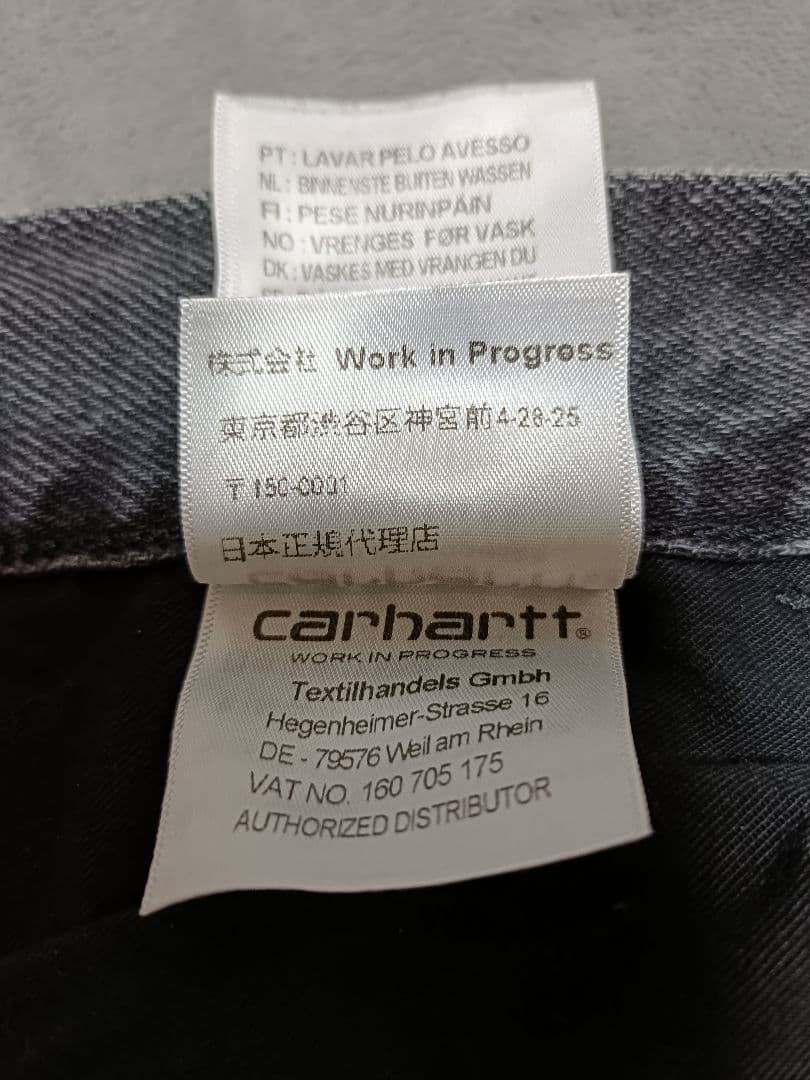 PT : LAVAR PELO AVESSO
NL : BINNENSTE BUITEN WASSEN
FI : PESE NURINPÄIN
NO : VRENGES FØR VASK
DK : VASKES MED VRANGEN DU
株式会社 Work in Progress
東京都渋谷区神宮前4-28-25
〒150-0001
日本正規代理店
carhartt®
WORK IN PROGRESS
Textilhandels Gmbh
Hegenheimer-Strasse 16
DE - 79576 Weil am Rhein
VAT NO. 160 705 175
AUTHORIZED DISTRIBUTOR